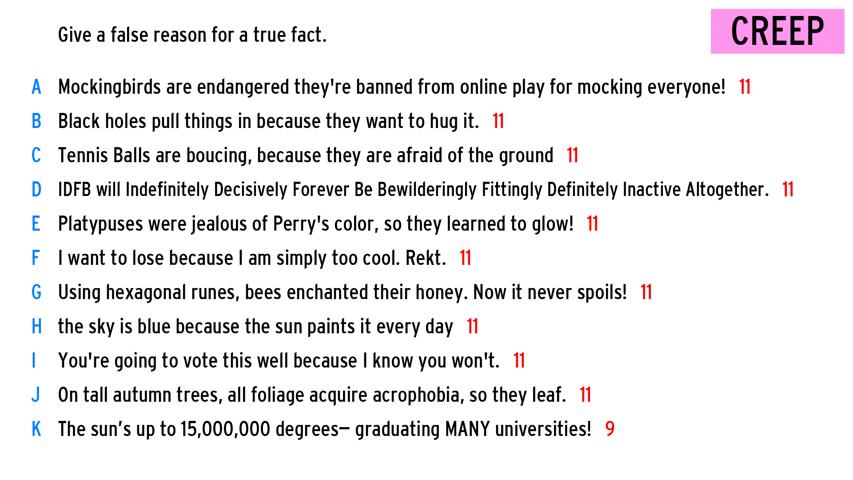 Give a false reason for a true fact.
CREEP
A Mockingbirds are endangered they're banned from online play for mocking everyone! 11
B Black holes pull things in because they want to hug it. 11
C Tennis Balls are boucing, because they are afraid of the ground 11
D IDFB will Indefinitely Decisively Forever Be Bewilderingly Fittingly Definitely Inactive Altogether. 11
E Platypuses were jealous of Perry's color, so they learned to glow! 11
F I want to lose because I am simply too cool. Rekt. 11
G Using hexagonal runes, bees enchanted their honey. Now it never spoils! 11
H the sky is blue because the sun paints it every day 11
I You're going to vote this well because I know you won't. 11
J On tall autumn trees, all foliage acquire acrophobia, so they leaf. 11
K The sun’s up to 15,000,000 degrees— graduating MANY universities! 9